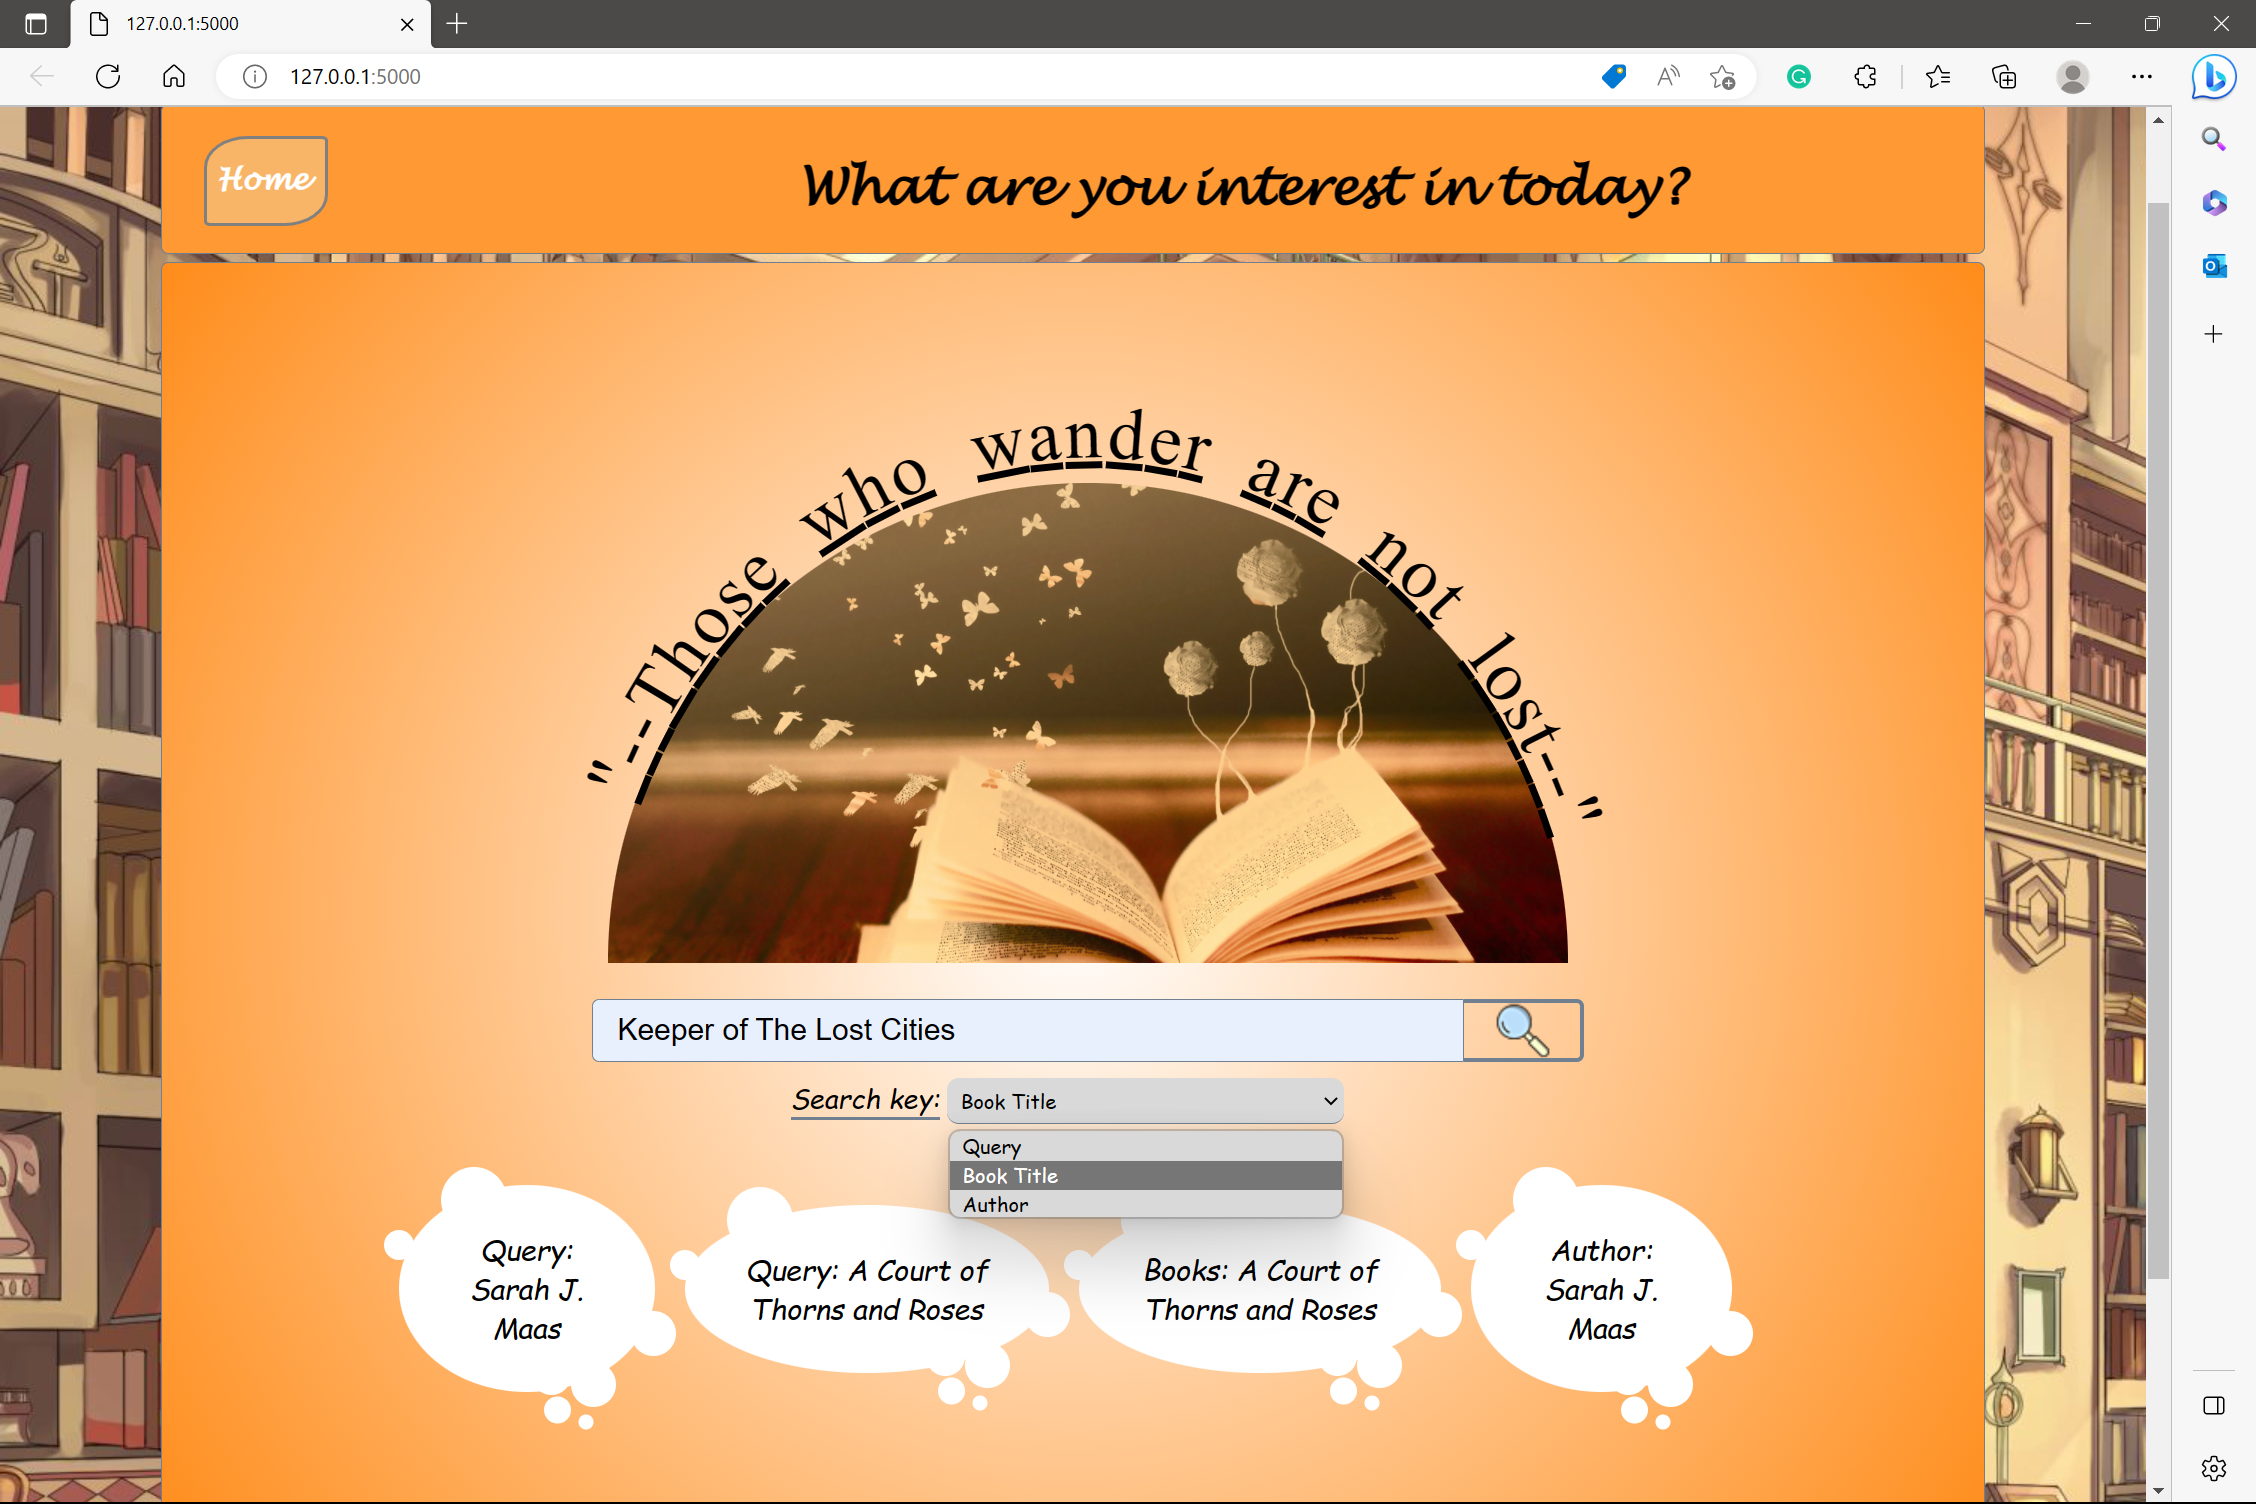 127.0.0.1:5000
127.0.0.1:5000
Home
What are you interest in today?
"--Those who wander are not lost--"
Keeper of The Lost Cities
Search key:
Book Title
Query
Book Title
Author
Query:
Sarah J.
Maas
Query: A Court of
Thorns and Roses
Books: A Court of
Thorns and Roses
Author:
Sarah J.
Maas